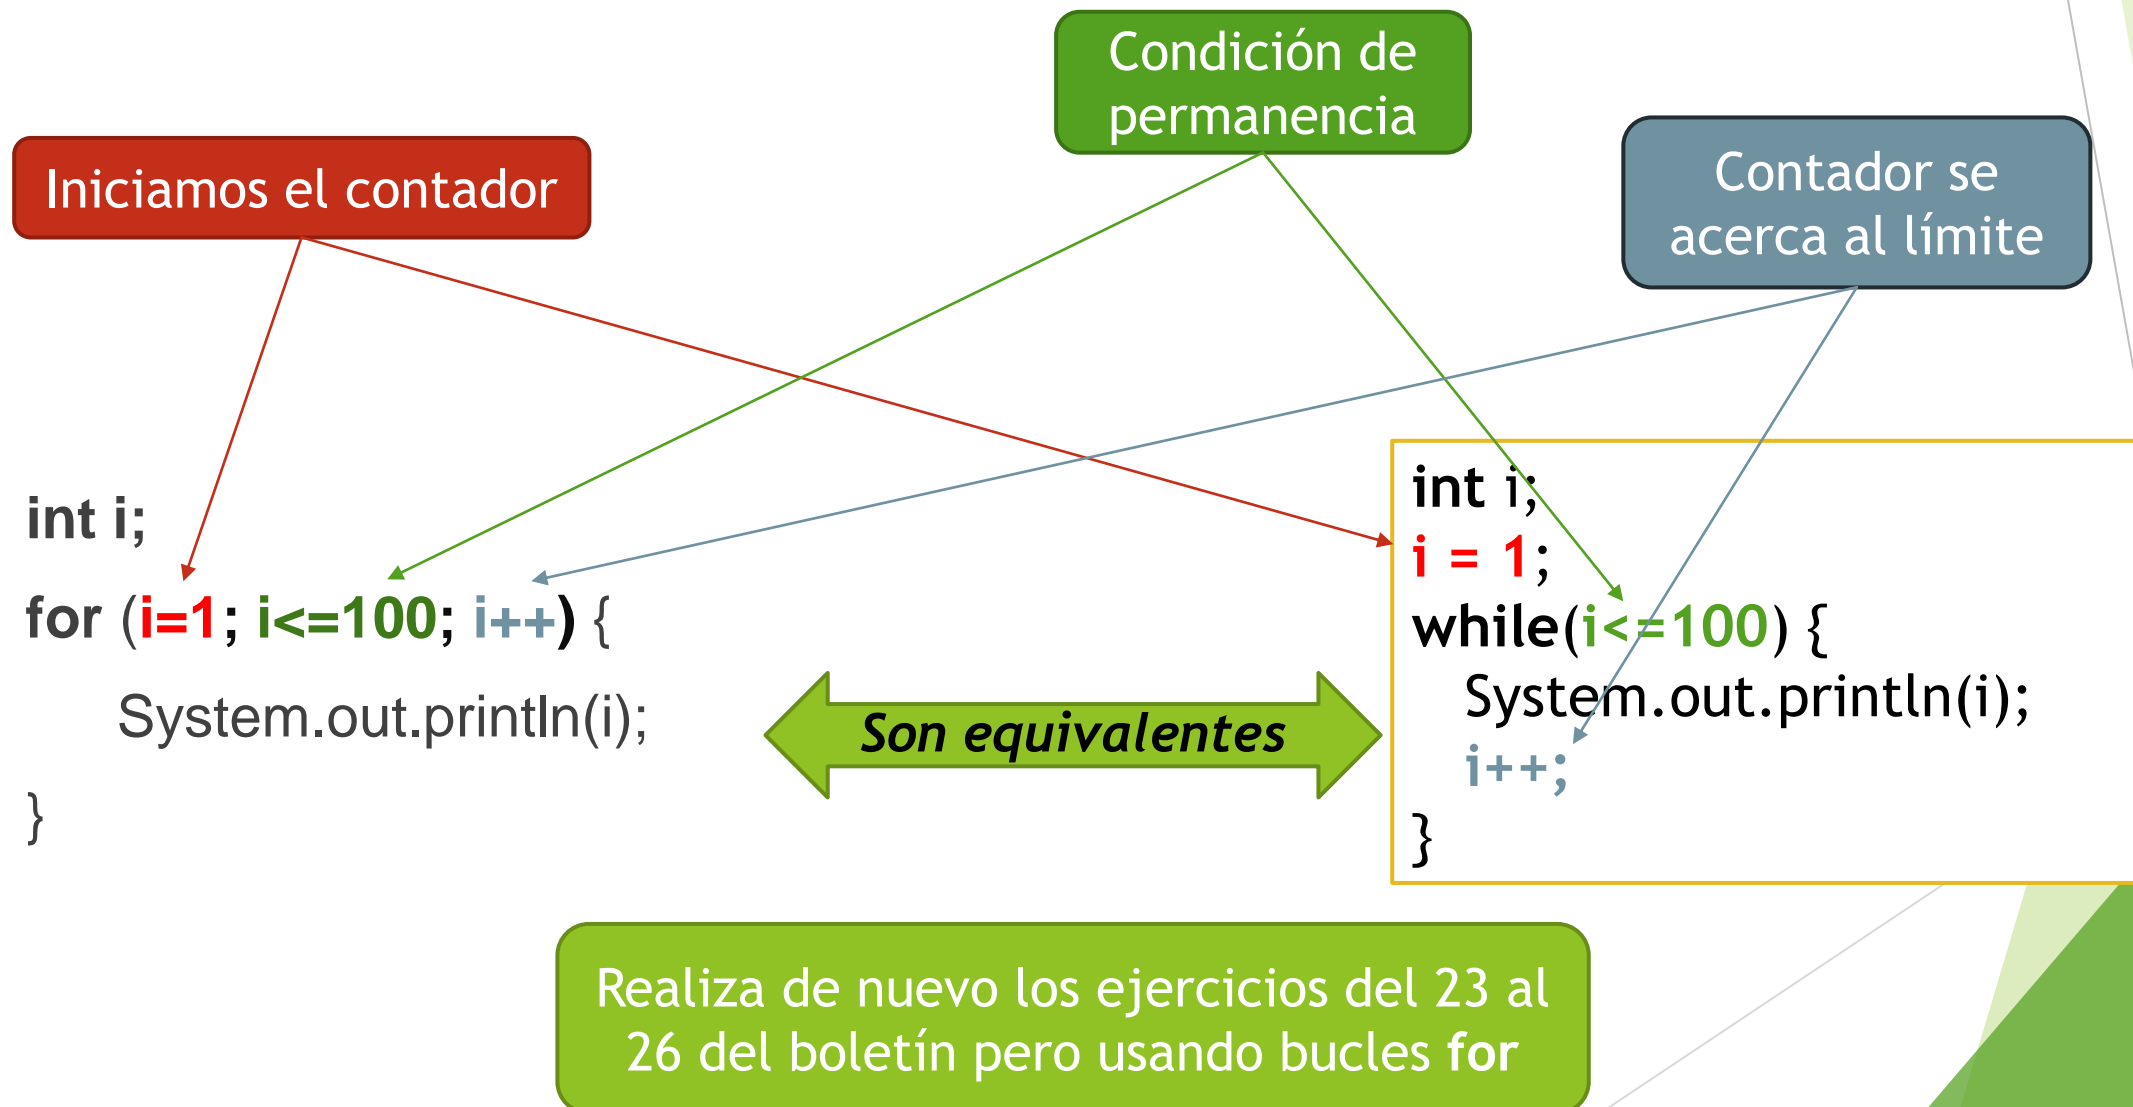 Condición de
permanencia
Iniciamos el contador
Contador se
acerca al límite
int i;
for (i=1; i<=100; i++) {
System.out.println(i);
}
Son equivalentes
int i;
i = 1;
while(i<=100) {
System.out.println(i);
i++;
}
Realiza de nuevo los ejercicios del 23 al
26 del boletín pero usando bucles for